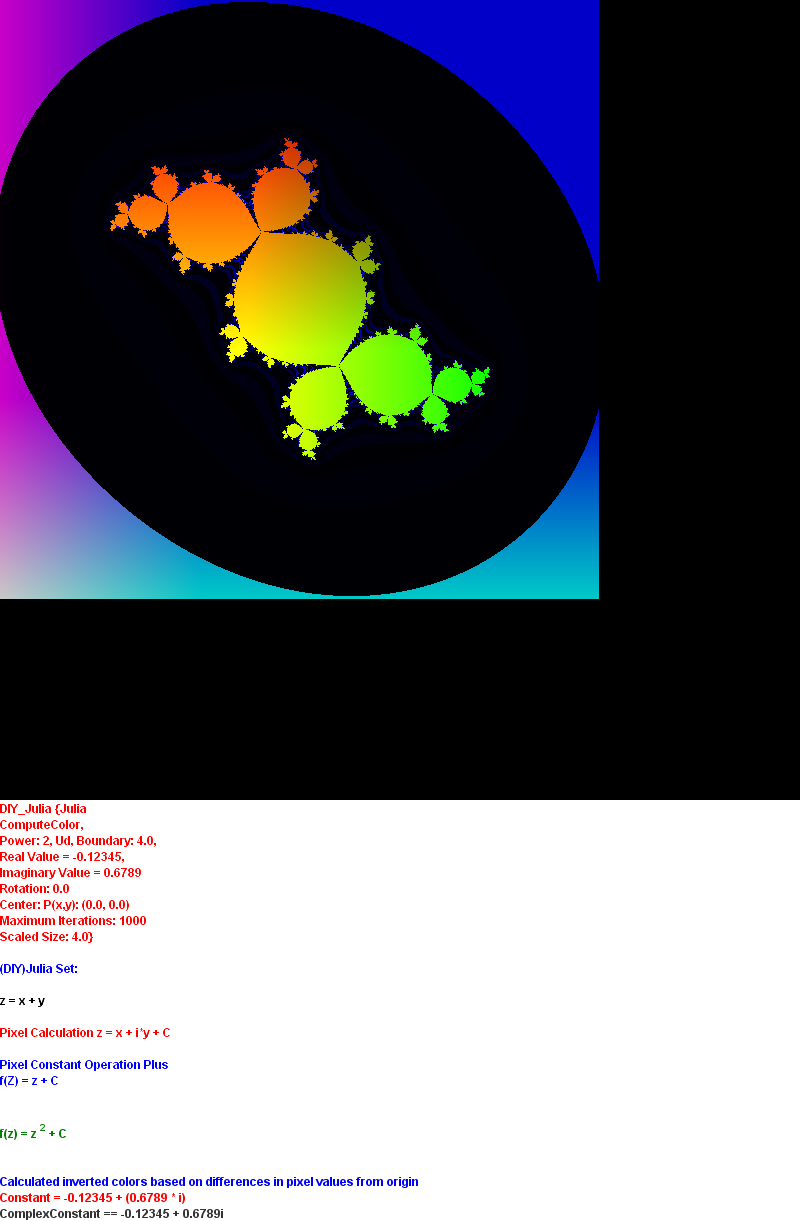 DIY_Julia {Julia
ComputeColor,
Power: 2, Ud, Boundary: 4.0,
Real Value = -0.12345,
Imaginary Value = 0.6789
Rotation: 0.0
Center: P(x,y): (0.0, 0.0)
Maximum Iterations: 1000
Scaled Size: 4.0}
(DIY)Julia Set:
z = x + y
Pixel Calculation z = x + i*y + C
Pixel Constant Operation Plus
f(Z) = z + C
f(z) = z 2 + C
Calculated inverted colors based on differences in pixel values from origin
Constant = -0.12345 + (0.6789 * i)
ComplexConstant == -0.12345 + 0.6789i